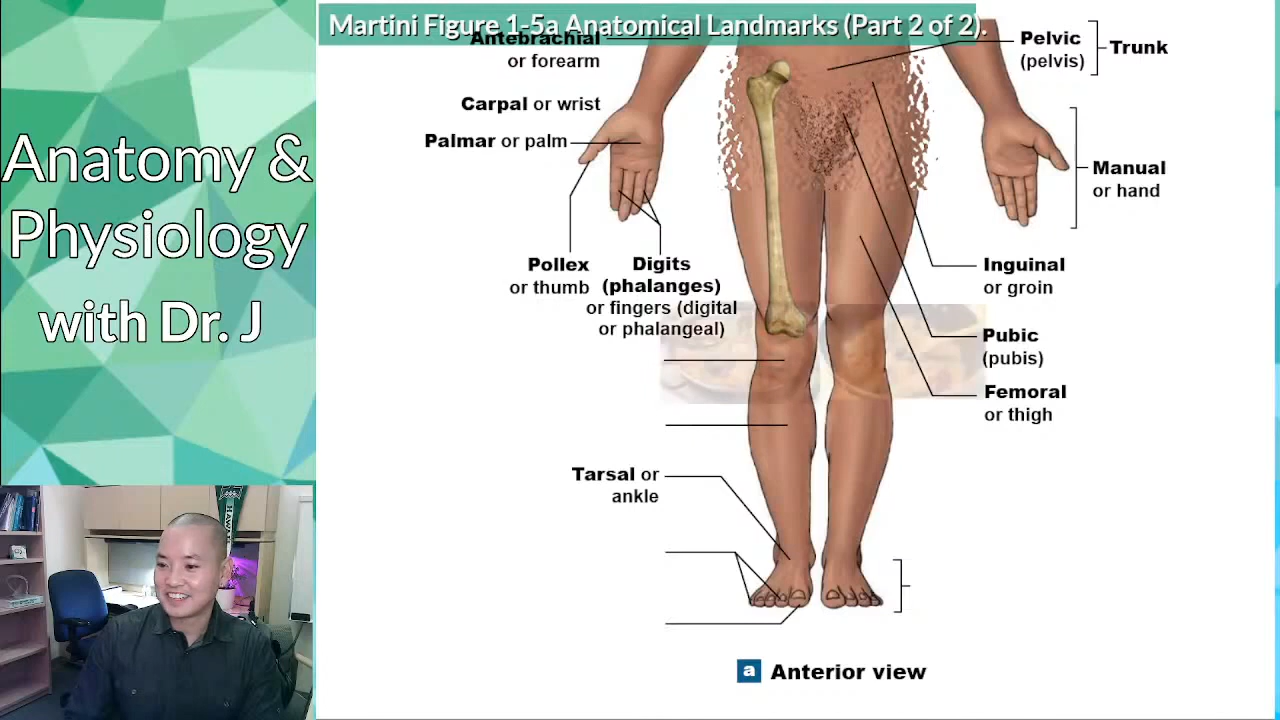 Martini Figure 1-5a Anatomical Landmarks (Part 2 of 2).
Anatomy &
Physiology
with Dr. J
Antebrachial
or forearm
Carpal or wrist
Palmar or palm
Pollex
or thumb
Digits
(phalanges)
or fingers (digital
or phalangeal)
Tarsal or
ankle
Pelvic
(pelvis)
Trunk
Manual
or hand
Inguinal
or groin
Pubic
(pubis)
Femoral
or thigh
HAWAI
a Anterior view